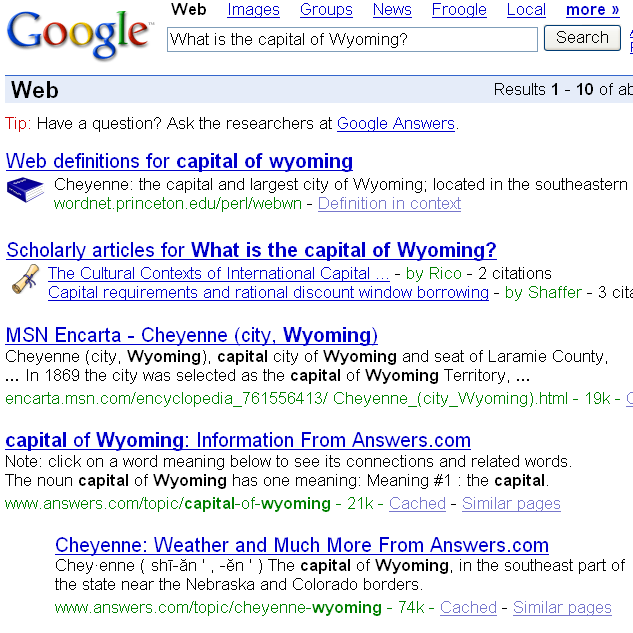 Google™
Web Images Groups News Froogle Local more »
What is the capital of Wyoming? Search
Web Results 1 - 10 of ab
Tip: Have a question? Ask the researchers at Google Answers.
Web definitions for capital of wyoming
Cheyenne: the capital and largest city of Wyoming; located in the southeastern
wordnet.princeton.edu/perl/webwn - Definition in context
Scholarly articles for What is the capital of Wyoming?
The Cultural Contexts of International Capital ... - by Rico - 2 citations
Capital requirements and rational discount window borrowing - by Shaffer - 3 cita
MSN Encarta - Cheyenne (city, Wyoming)
Cheyenne (city, Wyoming), capital city of Wyoming and seat of Laramie County,
... In 1869 the city was selected as the capital of Wyoming Territory, ...
encarta.msn.com/encyclopedia_761556413/ Cheyenne_(city_Wyoming).html - 19k - C
capital of Wyoming: Information From Answers.com
Note: click on a word meaning below to see its connections and related words.
The noun capital of Wyoming has one meaning: Meaning #1 : the capital.
www.answers.com/topic/capital-of-wyoming - 21k - Cached - Similar pages
Cheyenne: Weather and Much More From Answers.com
Chey·enne ( shī-ăn ' , -ĕn ' ) The capital of Wyoming, in the southeast part of
the state near the Nebraska and Colorado borders.
www.answers.com/topic/cheyenne-wyoming - 74k - Cached - Similar pages